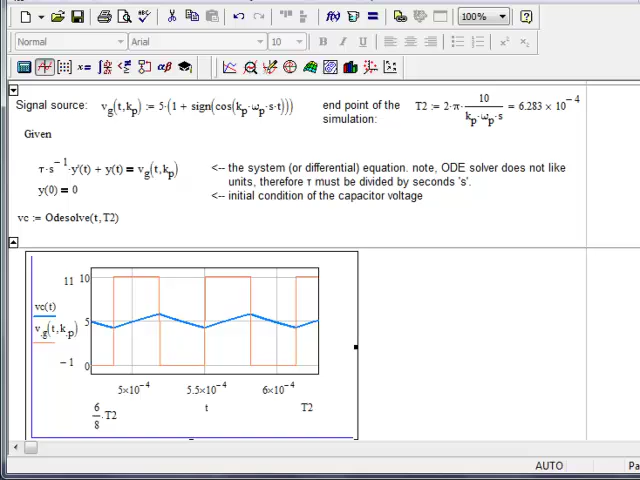 100%
Normal
Arial
10
Signal source: v_g(t,k_p) := 5·(1 + sign(cos(k_p·ω_p·s·t)))
end point of the simulation:
T2 := 2·π· 10 / (k_p·ω_p·s) = 6.283 × 10^-4
Given
τ·s^-1·y'(t) + y(t) = v_g(t,k_p)
<-- the system (or differential) equation. note, ODE solver does not like
units, therefore τ must be divided by seconds 's'.
y(0) = 0
<-- initial condition of the capacitor voltage
vc := Odesolve(t,T2)
11
10
vc(t)
5
v.g(t,k.p)
−1
0
5×10^-4
5.5×10^-4
6×10^-4
6/8·T2
t
T2
AUTO
Pa